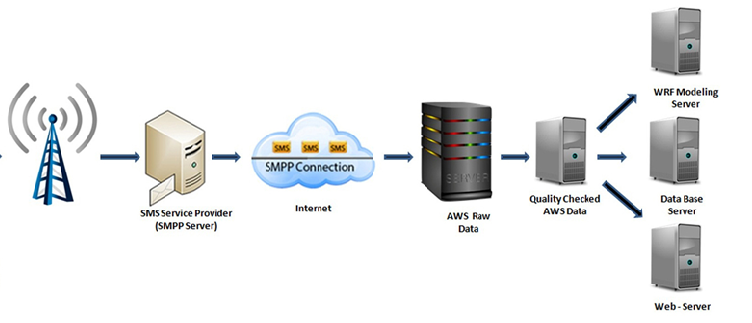 SMS Service Provider
(SMPP Server)
SMS SMS SMS
SMPP Connection
Internet
AWS Raw
Data
Quality Checked
AWS Data
WRF Modeling
Server
Data Base
Server
Web - Server